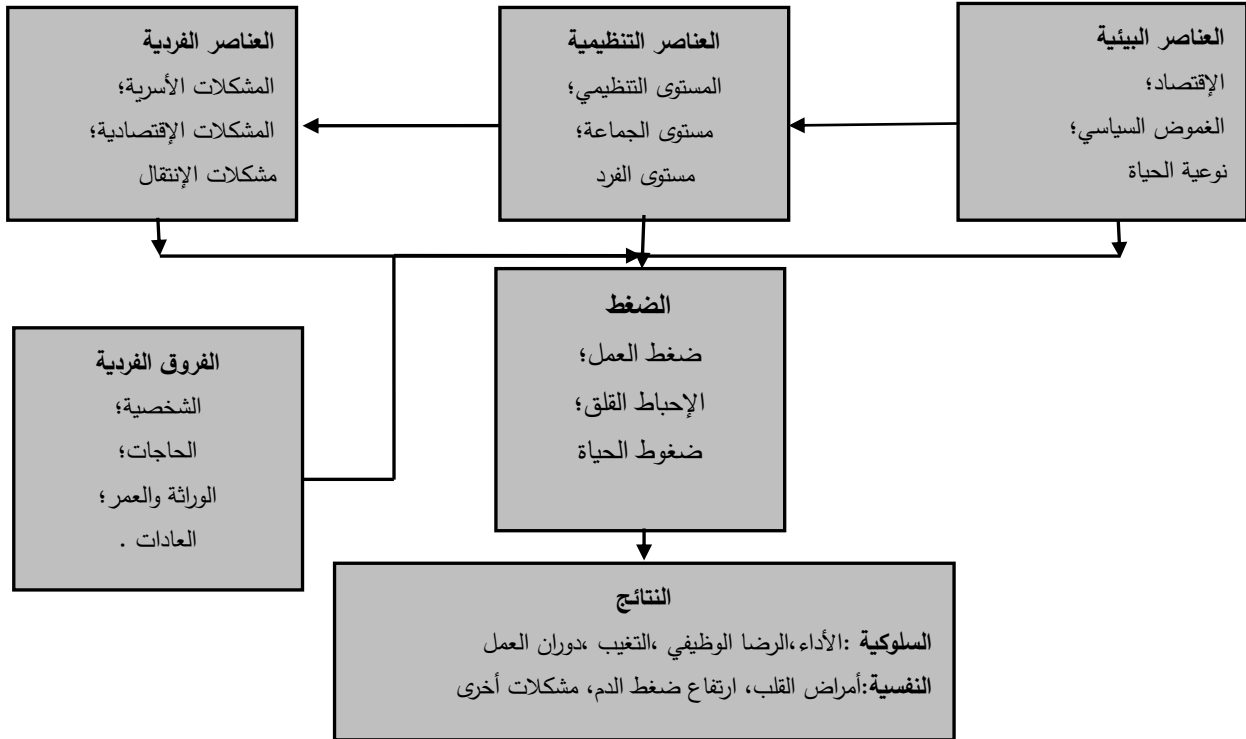 العناصر البيئية
الإقتصاد؛
الغموض السياسي؛
نوعية الحياة
العناصر التنظيمية
المستوى التنظيمي؛
مستوى الجماعة؛
مستوى الفرد
العناصر الفردية
المشكلات الأسرية؛
المشكلات الإقتصادية؛
مشكلات الإنتقال
الضغط
ضغط العمل؛
الإحباط القلق؛
ضغوط الحياة
الفروق الفردية
الشخصية؛
الحاجات؛
الوراثة والعمر؛
العادات .
النتائج
السلوكية :الأداء،الرضا الوظيفي ،التغيب ،دوران العمل
النفسية:أمراض القلب، ارتفاع ضغط الدم، مشكلات أخرى